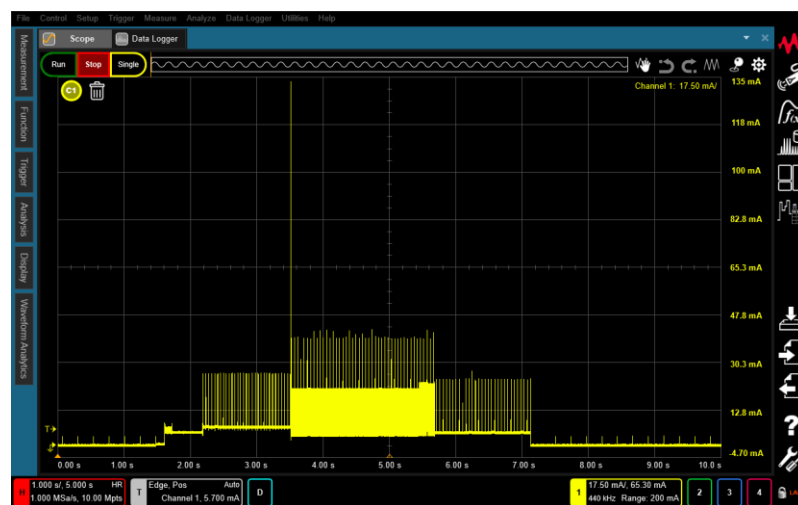 File Control Setup Trigger Measure Analyze Data Logger Utilities Help
Scope Data Logger
Run Stop Single
C1
Channel 1: 17.50 mA/
Measurement
Function
Trigger
Analysis
Display
Waveform Analytics
135 mA
118 mA
100 mA
82.8 mA
65.3 mA
47.8 mA
30.3 mA
12.8 mA
-4.70 mA
T
0.00 s 1.00 s 2.00 s 3.00 s 4.00 s 5.00 s 6.00 s 7.00 s 8.00 s 9.00 s 10.0 s
H 1.000 s/, 5.000 s HR
1.000 MSa/s, 10.00 Mpts
T Edge, Pos Auto
Channel 1, 5.700 mA
D
1 17.50 mA/, 65.30 mA
440 kHz Range: 200 mA
2 3 4
f(x)
?